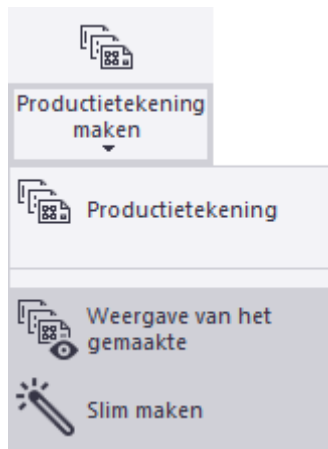 Productietekening
maken
Productietekening
Weergave van het
gemaakte
Slim maken